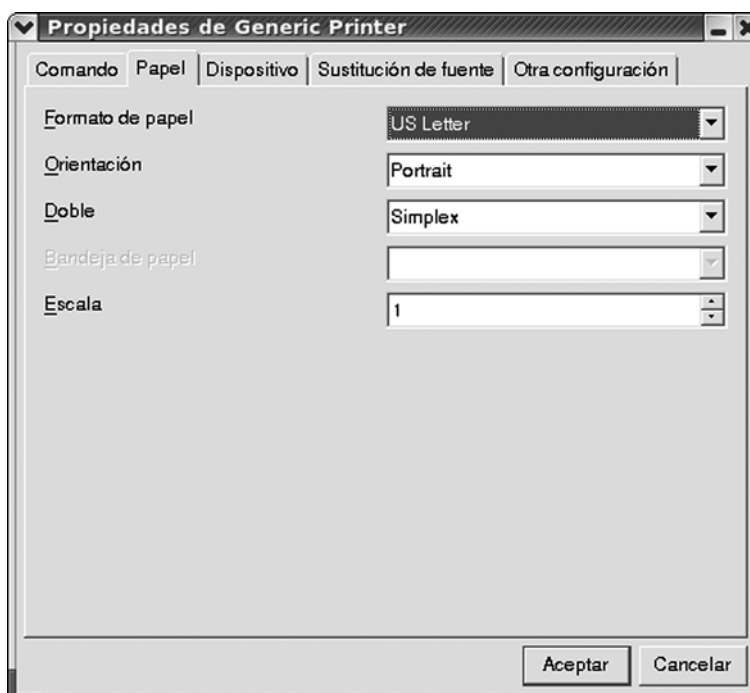 Propiedades de Generic Printer
Comando Papel Dispositivo Sustitución de fuente Otra configuración
Formato de papel US Letter
Orientación Portrait
Doble Simplex
Bandeja de papel
Escala 1
Aceptar Cancelar